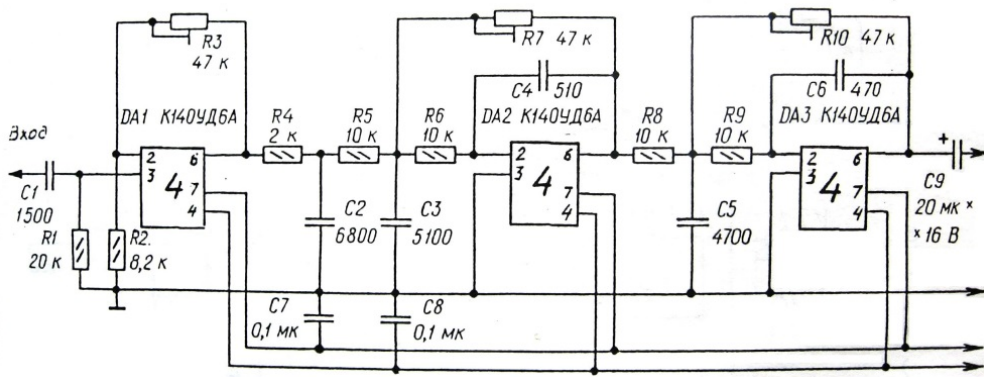 R3
47 к
R7 47 к
R10 47 к
C4 510
C6 470
DA1 К140УД6А
DA2 К140УД6А
DA3 К140УД6А
R4
2 к
R5
10 к
R6
10 к
R8
10 к
R9
10 к
Вход
C1
1500
2 6
3 4 7
4
2 6
3 4 7
4
2 6
3 4 7
4
+
C9
20 мк ×
× 16 В
R1
20 к
R2.
8,2 к
C2
6800
C3
5100
C5
4700
C7
0,1 мк
C8
0,1 мк